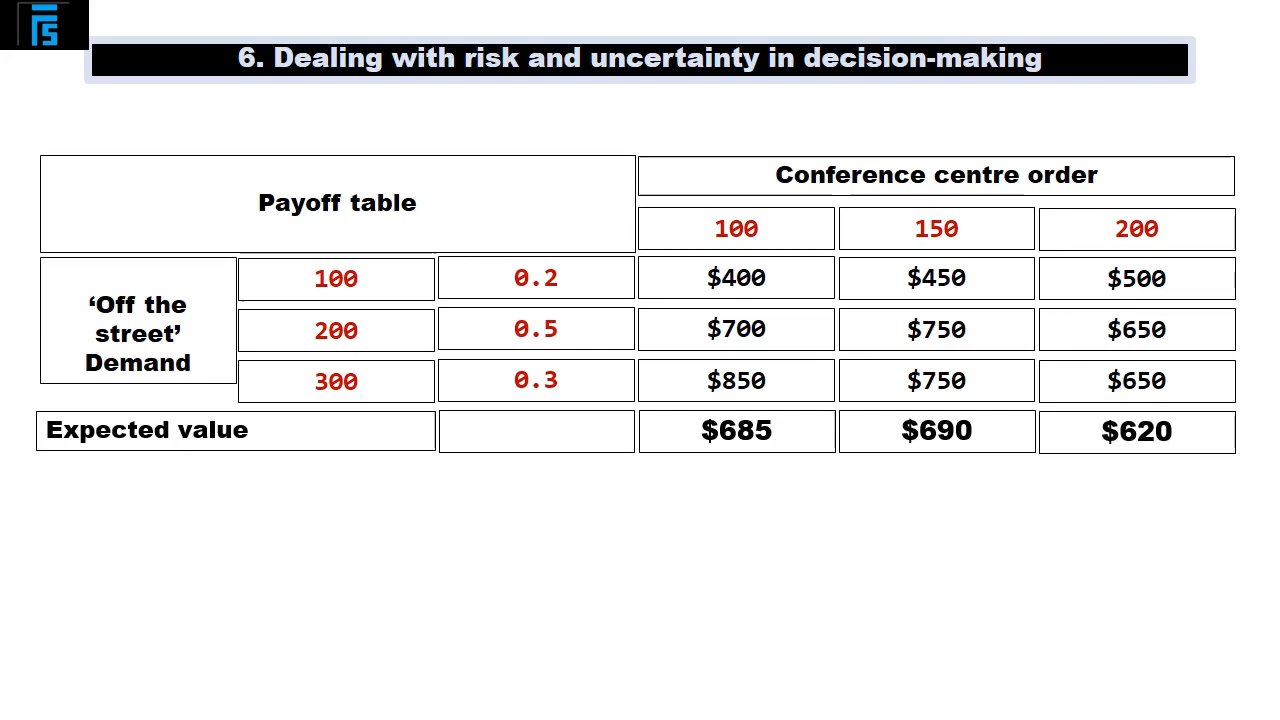 6. Dealing with risk and uncertainty in decision-making
Payoff table
Conference centre order
100 150 200
‘Off the
street’
Demand
100 0.2 $400 $450 $500
200 0.5 $700 $750 $650
300 0.3 $850 $750 $650
Expected value $685 $690 $620